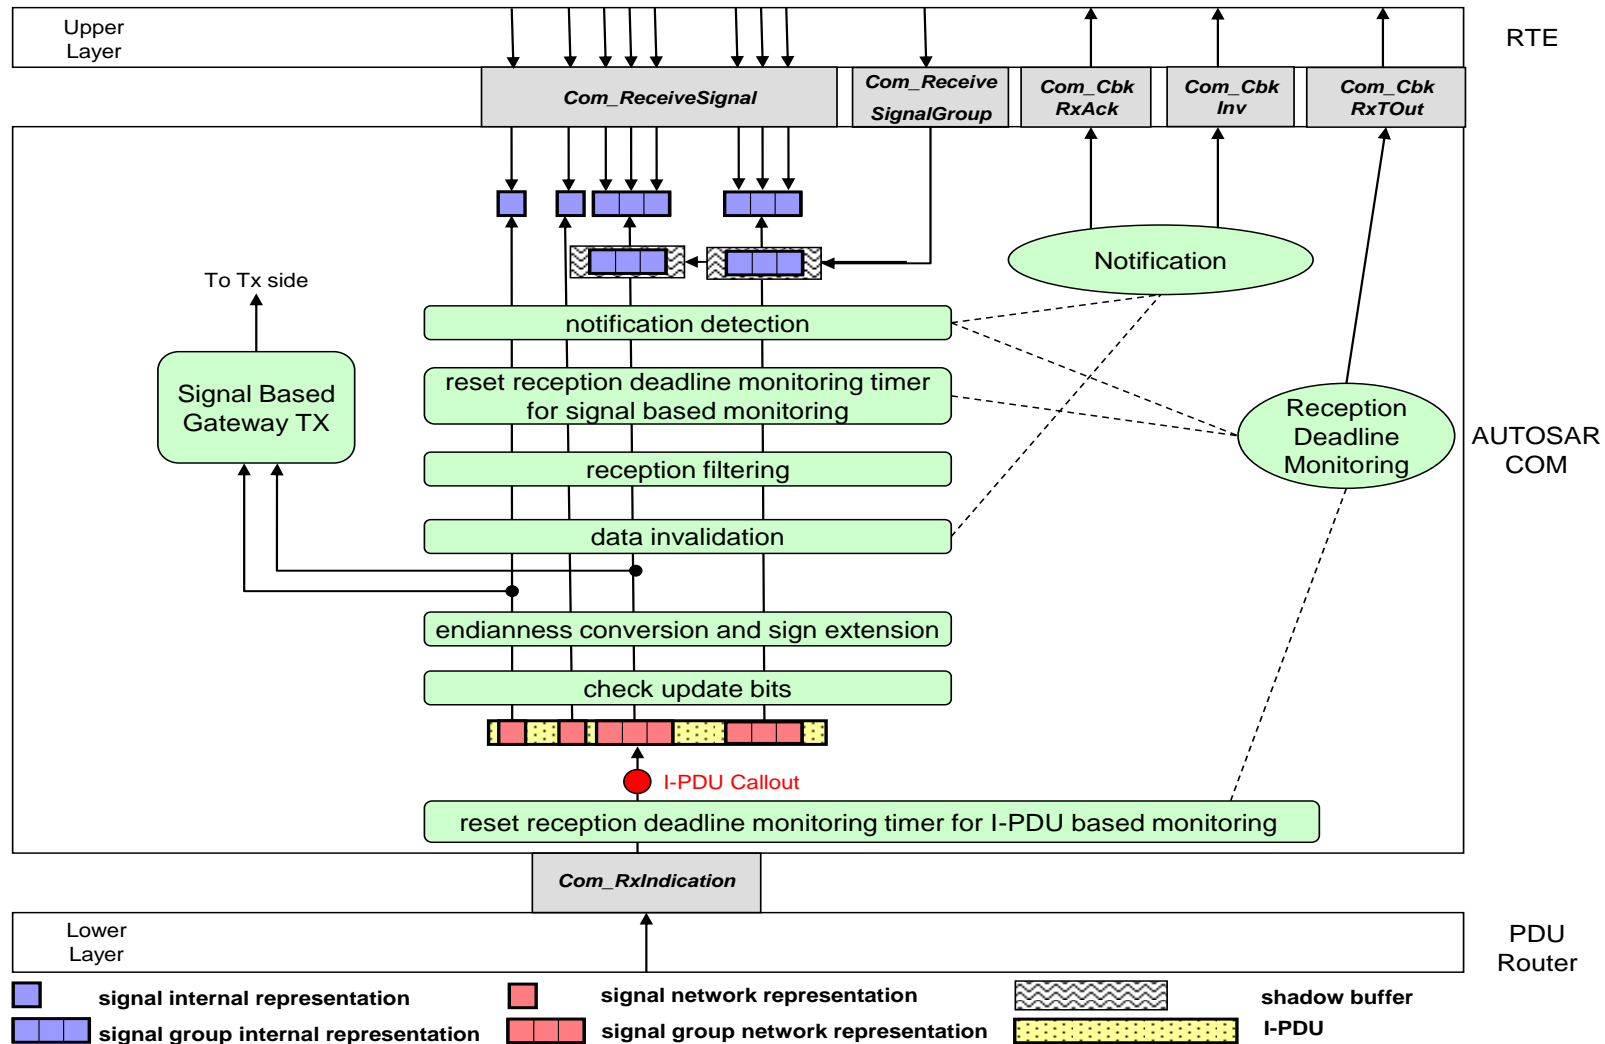 Upper
Layer
RTE
Com_ReceiveSignal
Com_Receive
SignalGroup
Com_Cbk
RxAck
Com_Cbk
Inv
Com_Cbk
RxTOut
Notification
To Tx side
notification detection
Signal Based
Gateway TX
reset reception deadline monitoring timer
for signal based monitoring
Reception
Deadline
Monitoring
AUTOSAR
COM
reception filtering
data invalidation
endianness conversion and sign extension
check update bits
I-PDU Callout
reset reception deadline monitoring timer for I-PDU based monitoring
Com_RxIndication
Lower
Layer
PDU
Router
signal internal representation
signal network representation
shadow buffer
signal group internal representation
signal group network representation
I-PDU